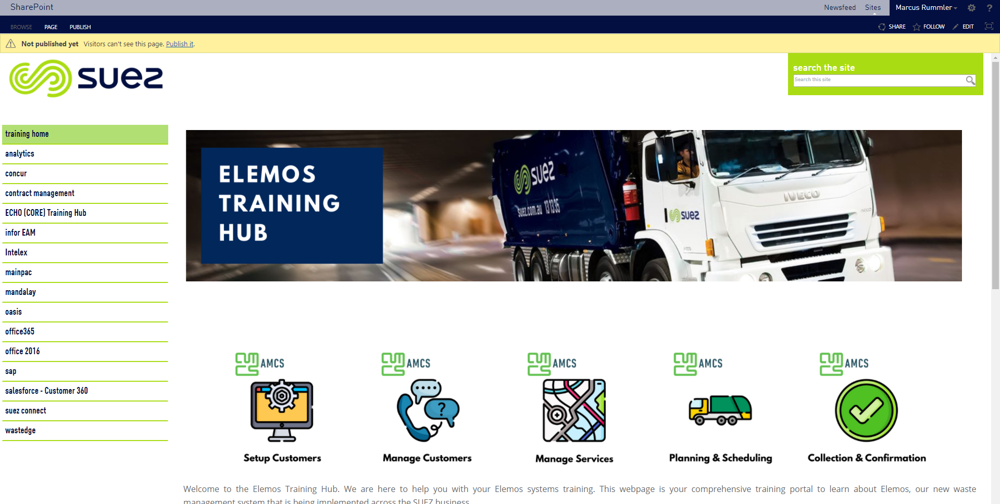 SharePoint
Newsfeed Sites Marcus Rummler ?
BROWSE PAGE PUBLISH
SHARE FOLLOW EDIT
Not published yet Visitors can't see this page. Publish it.
suez
search the site
Search this site
training home
analytics
concur
contract management
ECHO (CORE) Training Hub
infor EAM
Intelex
mainpac
mandalay
oasis
office365
office 2016
sap
salesforce - Customer 360
suez connect
wastedge
ELEMOS
TRAINING
HUB
suez
suez.com.au 13 13 35
IVECO
suez
AMCS
Setup Customers
AMCS
?
Manage Customers
AMCS
Manage Services
AMCS
Planning & Scheduling
AMCS
Collection & Confirmation
Welcome to the Elemos Training Hub. We are here to help you with your Elemos systems training. This webpage is your comprehensive training portal to learn about Elemos, our new waste
management system that is being implemented across the SUEZ business.